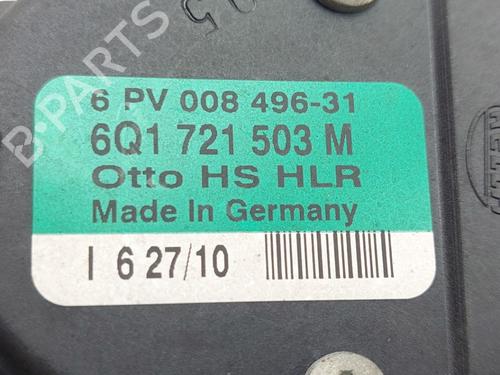 B-PARTS
6 PV 008 496-31
6Q1 721 503 M
Otto HS HLR
Made In Germany
I 6 27/10